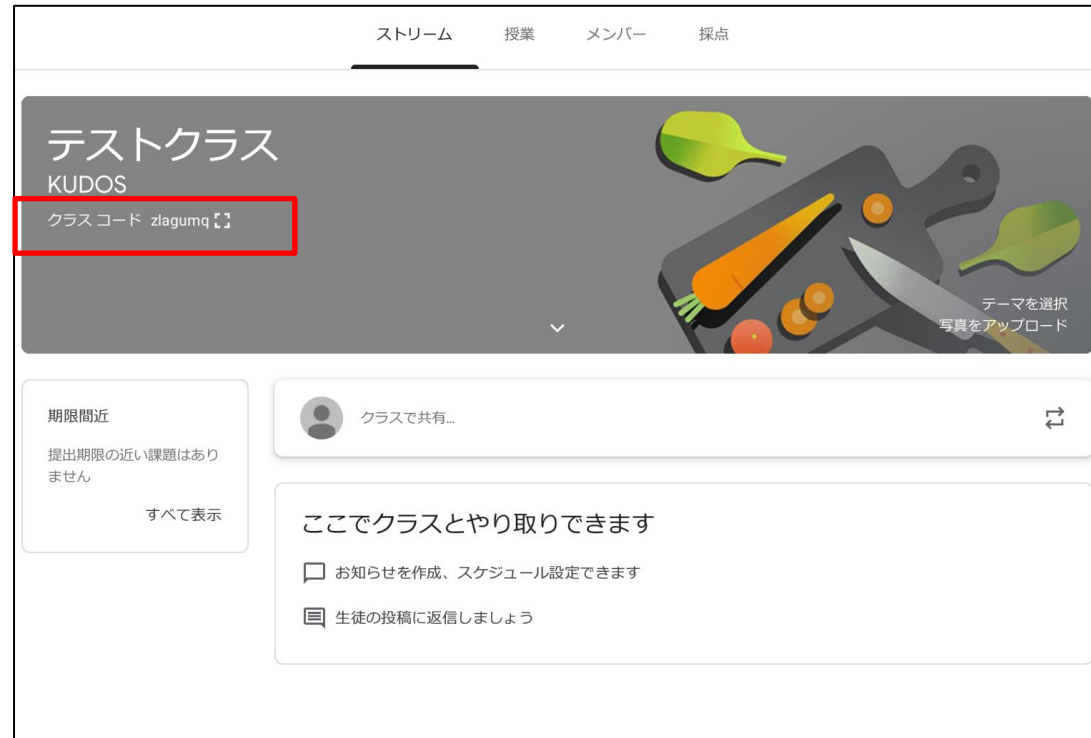 ストリーム 授業 メンバー 採点
テストクラス
KUDOS
クラス コード zlagumq
テーマを選択
写真をアップロード
期限間近
提出期限の近い課題はあり
ません
すべて表示
クラスで共有...
ここでクラスとやり取りできます
お知らせを作成、スケジュール設定できます
生徒の投稿に返信しましょう